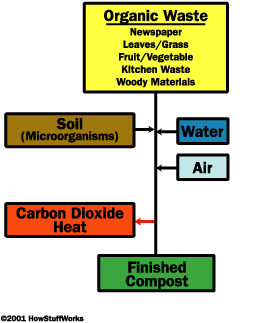 Organic Waste
Newspaper
Leaves/Grass
Fruit/Vegetable
Kitchen Waste
Woody Materials
Soil
(Microorganisms)
Water
Air
Carbon Dioxide
Heat
Finished
Compost
©2001 HowStuffWorks